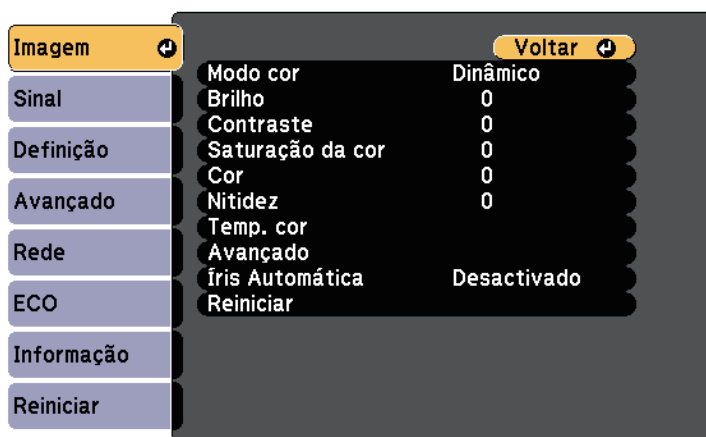 Imagem
Sinal
Definição
Avançado
Rede
ECO
Informação
Reiniciar
Voltar
Modo cor Dinâmico
Brilho 0
Contraste 0
Saturação da cor 0
Cor 0
Nitidez 0
Temp. cor
Avançado
Íris Automática Desactivado
Reiniciar